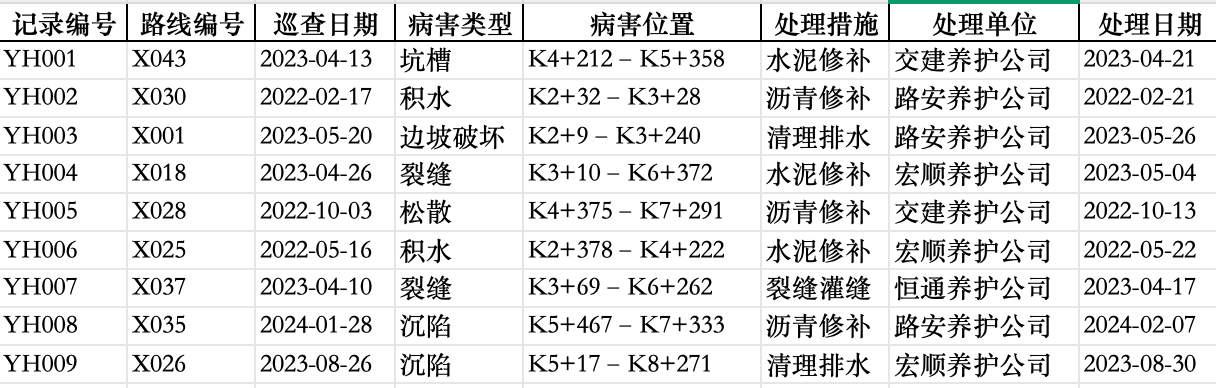 记录编号 路线编号 巡查日期 病害类型 病害位置 处理措施 处理单位 处理日期
YH001 X043 2023-04-13 坑槽 K4+212 – K5+358 水泥修补 交建养护公司 2023-04-21
YH002 X030 2022-02-17 积水 K2+32 – K3+28 沥青修补 路安养护公司 2022-02-21
YH003 X001 2023-05-20 边坡破坏 K2+9 – K3+240 清理排水 路安养护公司 2023-05-26
YH004 X018 2023-04-26 裂缝 K3+10 – K6+372 水泥修补 宏顺养护公司 2023-05-04
YH005 X028 2022-10-03 松散 K4+375 – K7+291 沥青修补 交建养护公司 2022-10-13
YH006 X025 2022-05-16 积水 K2+378 – K4+222 水泥修补 宏顺养护公司 2022-05-22
YH007 X037 2023-04-10 裂缝 K3+69 – K6+262 裂缝灌缝 恒通养护公司 2023-04-17
YH008 X035 2024-01-28 沉陷 K5+467 – K7+333 沥青修补 路安养护公司 2024-02-07
YH009 X026 2023-08-26 沉陷 K5+17 – K8+271 清理排水 宏顺养护公司 2023-08-30